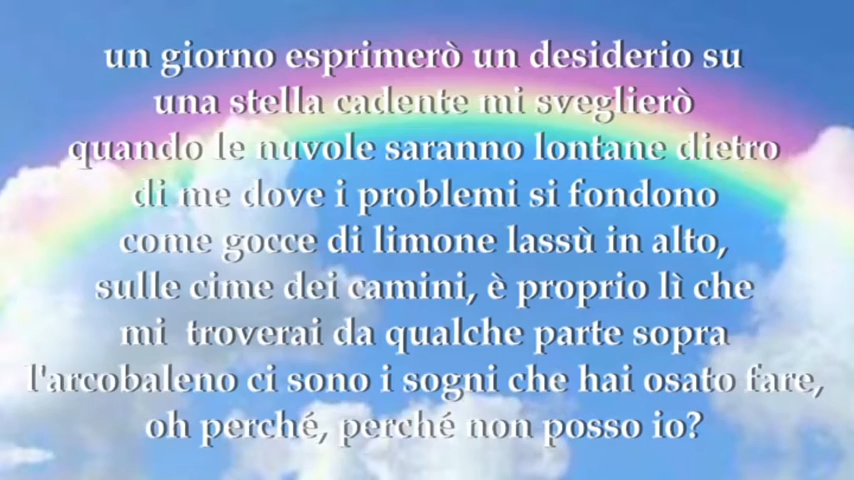 un giorno esprimerò un desiderio su
una stella cadente mi sveglierò
quando le nuvole saranno lontane dietro
di me dove i problemi si fondono
come gocce di limone lassù in alto,
sulle cime dei camini, è proprio lì che
mi  troverai da qualche parte sopra
l'arcobaleno ci sono i sogni che hai osato fare,
oh perché, perché non posso io?